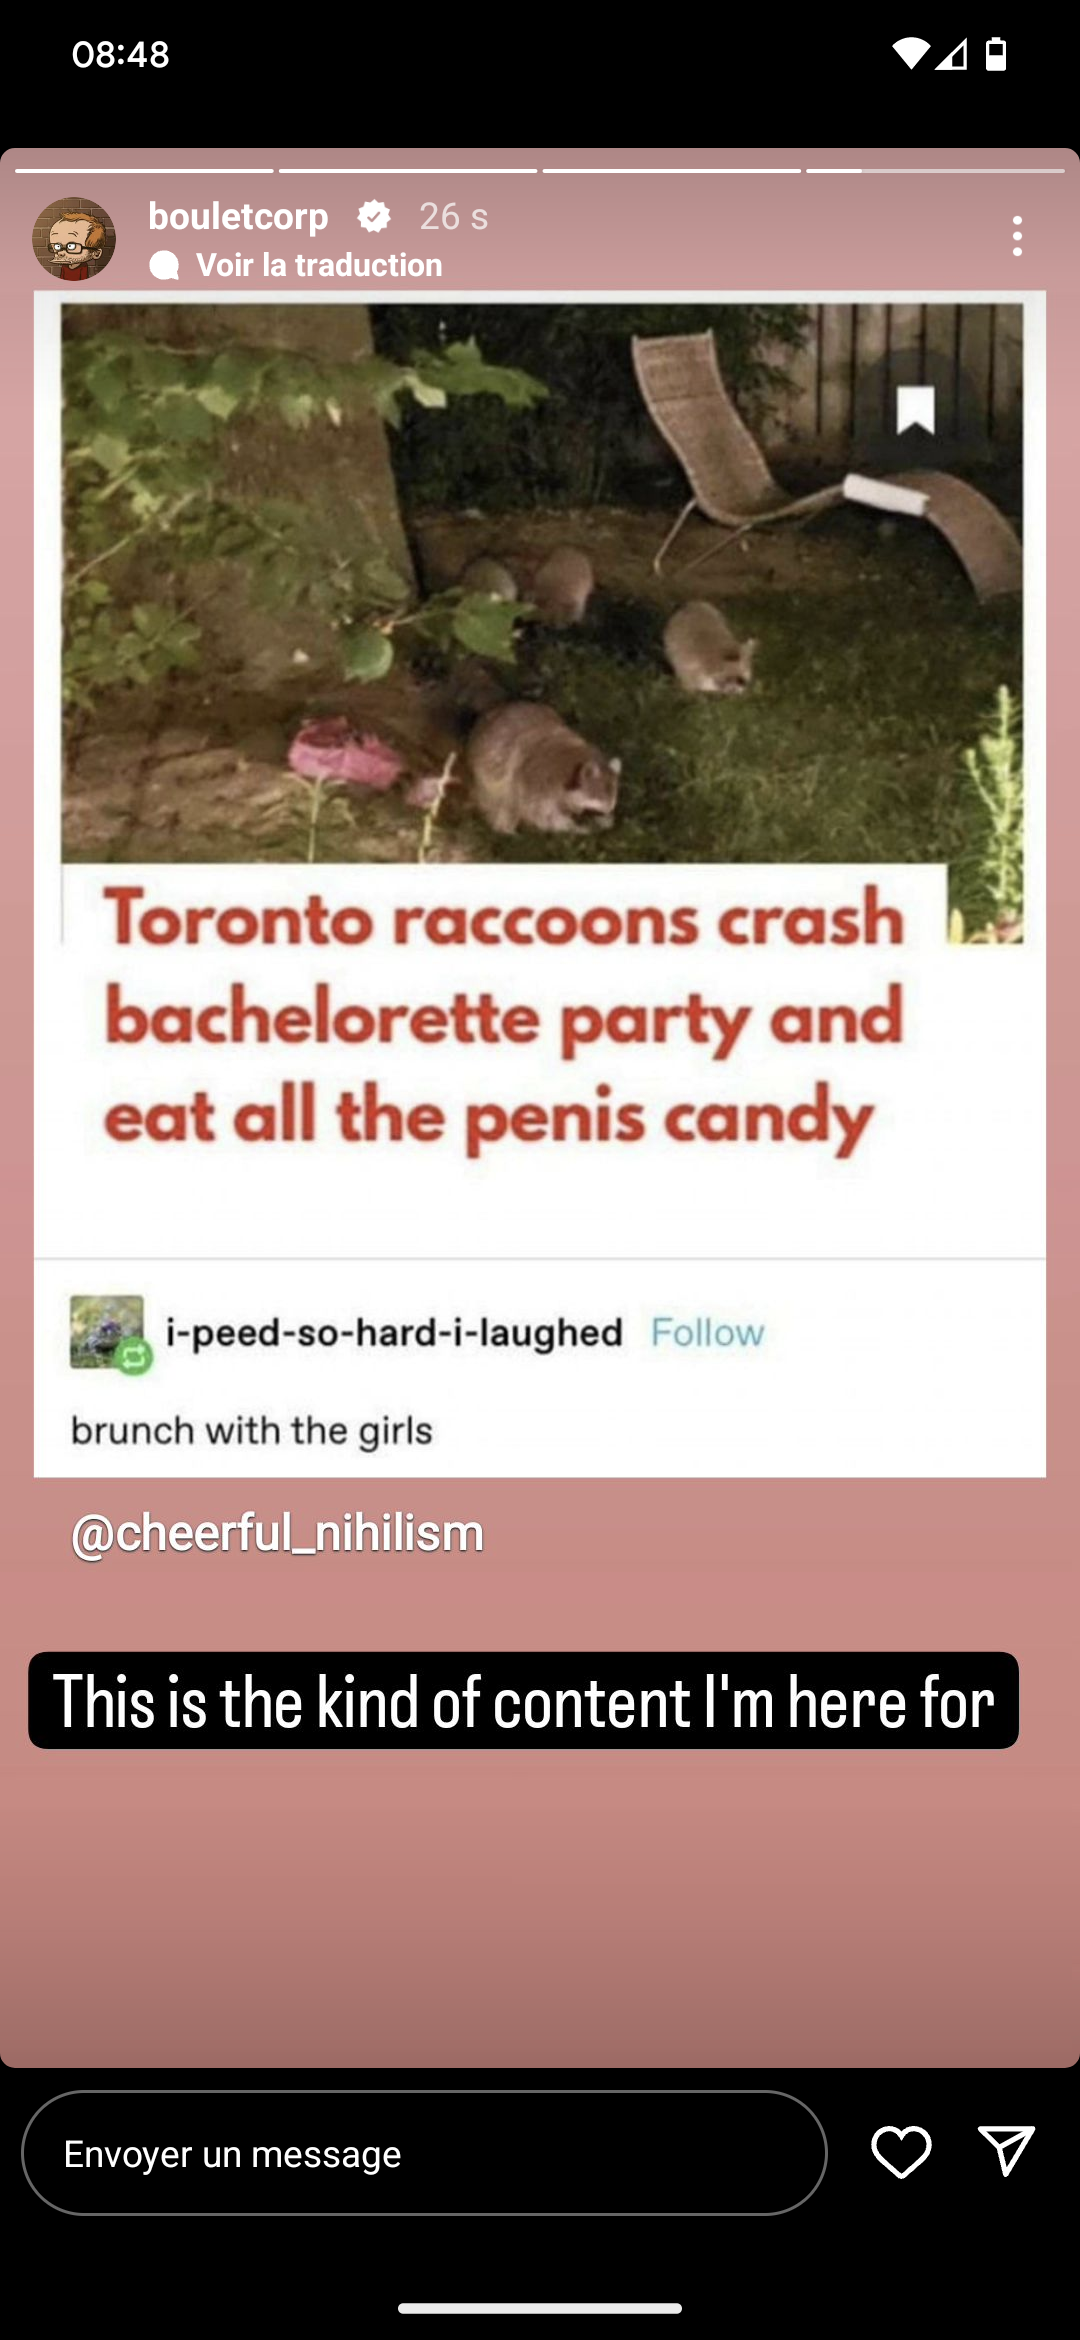 08:48
bouletcorp 26 s
Voir la traduction
Toronto raccoons crash
bachelorette party and
eat all the penis candy
i-peed-so-hard-i-laughed Follow
brunch with the girls
@cheerful_nihilism
This is the kind of content I'm here for
Envoyer un message